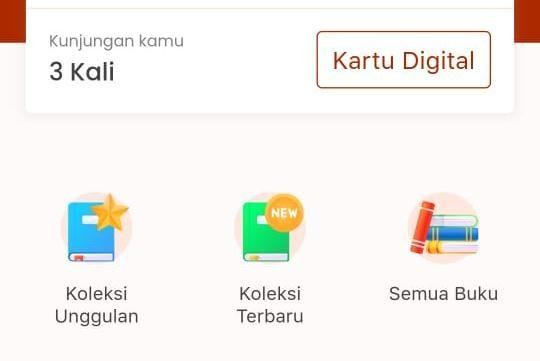 Kunjungan kamu
3 Kali
Kartu Digital
NEW
Koleksi
Unggulan
Koleksi
Terbaru
Semua Buku